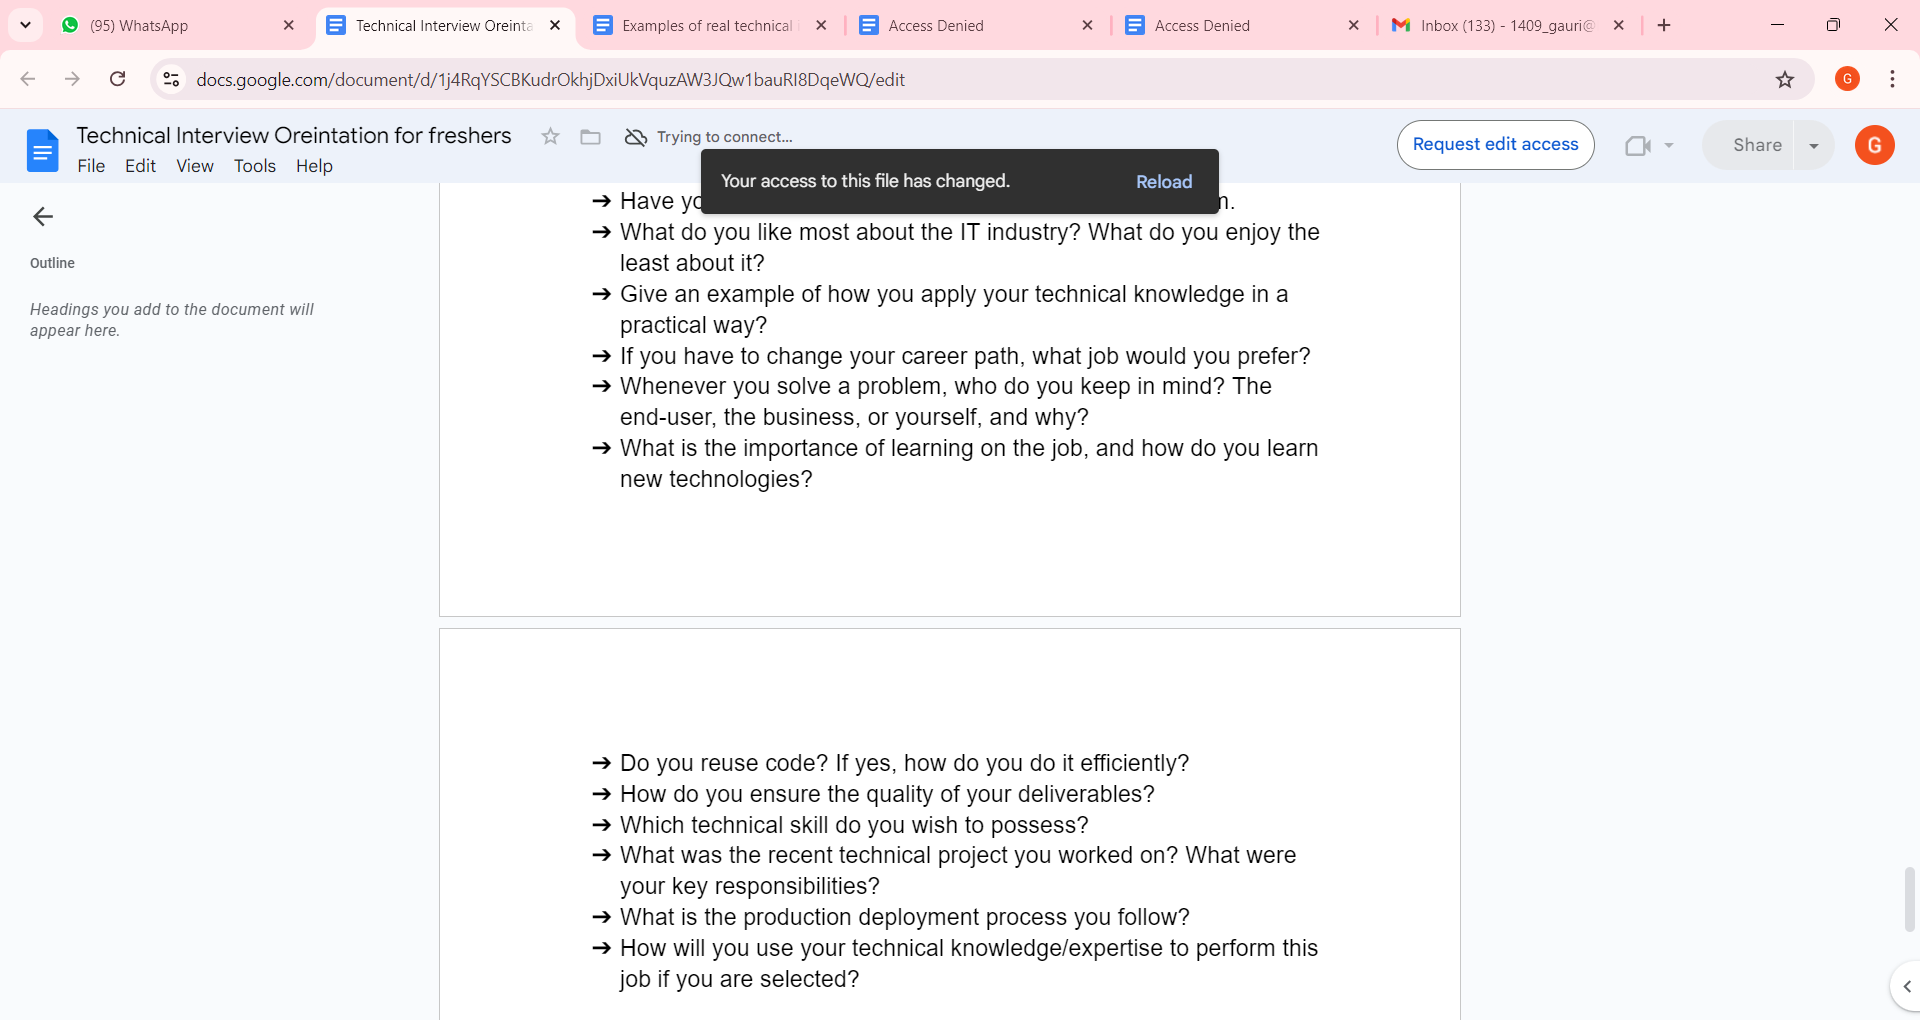 (95) WhatsApp
Technical Interview Oreinta
Examples of real technical
Access Denied
Access Denied
Inbox (133) - 1409_gauri@
docs.google.com/document/d/1j4RqYSCBKudrOkhjDxiUkVquzAW3JQw1bauRI8DqeWQ/edit
G
Technical Interview Oreintation for freshers
Trying to connect...
File Edit View Tools Help
Request edit access
Share
G
Your access to this file has changed. Reload
Outline
Headings you add to the document will
appear here.
➔ Have
➔ What do you like most about the IT industry? What do you enjoy the
least about it?
➔ Give an example of how you apply your technical knowledge in a
practical way?
➔ If you have to change your career path, what job would you prefer?
➔ Whenever you solve a problem, who do you keep in mind? The
end-user, the business, or yourself, and why?
➔ What is the importance of learning on the job, and how do you learn
new technologies?
➔ Do you reuse code? If yes, how do you do it efficiently?
➔ How do you ensure the quality of your deliverables?
➔ Which technical skill do you wish to possess?
➔ What was the recent technical project you worked on? What were
your key responsibilities?
➔ What is the production deployment process you follow?
➔ How will you use your technical knowledge/expertise to perform this
job if you are selected?